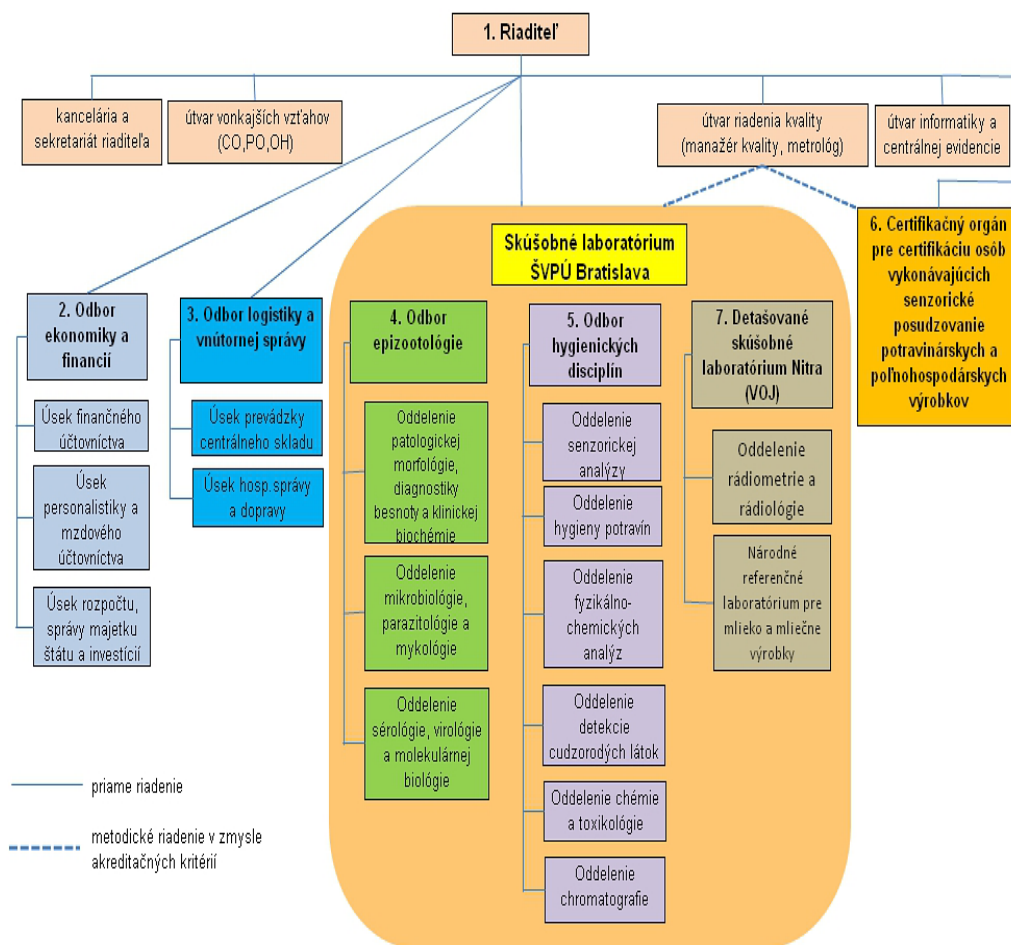 1. Riaditeľ
kancelária a
sekretariát riaditeľa
útvar vonkajších vzťahov
(CO,PO,OH)
útvar riadenia kvality
(manažér kvality, metrológ)
útvar informatiky a
centrálnej evidencie
Skúšobné laboratórium
ŠVPÚ Bratislava
6. Certifikačný orgán
pre certifikáciu osôb
vykonávajúcich
senzorické
posudzovanie
potravinárskych a
poľnohospodárskych
výrobkov
2. Odbor
ekonomiky a
financií
Úsek finančného
účtovníctva
Úsek
personalistiky a
mzdového
účtovníctva
Úsek rozpočtu,
správy majetku
štátu a investícií
3. Odbor logistiky a
vnútornej správy
Úsek prevádzky
centrálneho skladu
Úsek hosp.správy
a dopravy
4. Odbor
epizootológie
Oddelenie
patologickej
morfológie,
diagnostiky
besnoty a klinickej
biochémie
Oddelenie
mikrobiológie,
parazitológie a
mykológie
Oddelenie
sérológie, virológie
a molekulárnej
biológie
5. Odbor
hygienických
disciplín
Oddelenie
senzorickej
analýzy
Oddelenie
hygieny potravín
Oddelenie
fyzikálno-
chemických
analýz
Oddelenie
detekcie
cudzorodých látok
Oddelenie chémie
a toxikológie
Oddelenie
chromatografie
7. Detašované
skúšobné
laboratórium Nitra
(VOJ)
Oddelenie
rádiometrie a
rádiológie
Národné
referenčné
laboratórium pre
mlieko a mliečne
výrobky
priame riadenie
metodické riadenie v zmysle
akreditačných kritérií